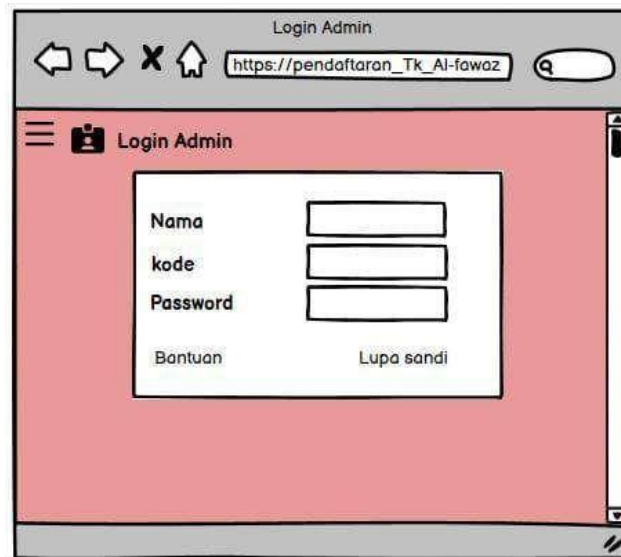 Login Admin
https://pendaftaran_Tk_Al-fawaz
Login Admin
Nama
kode
Password
Bantuan Lupa sandi